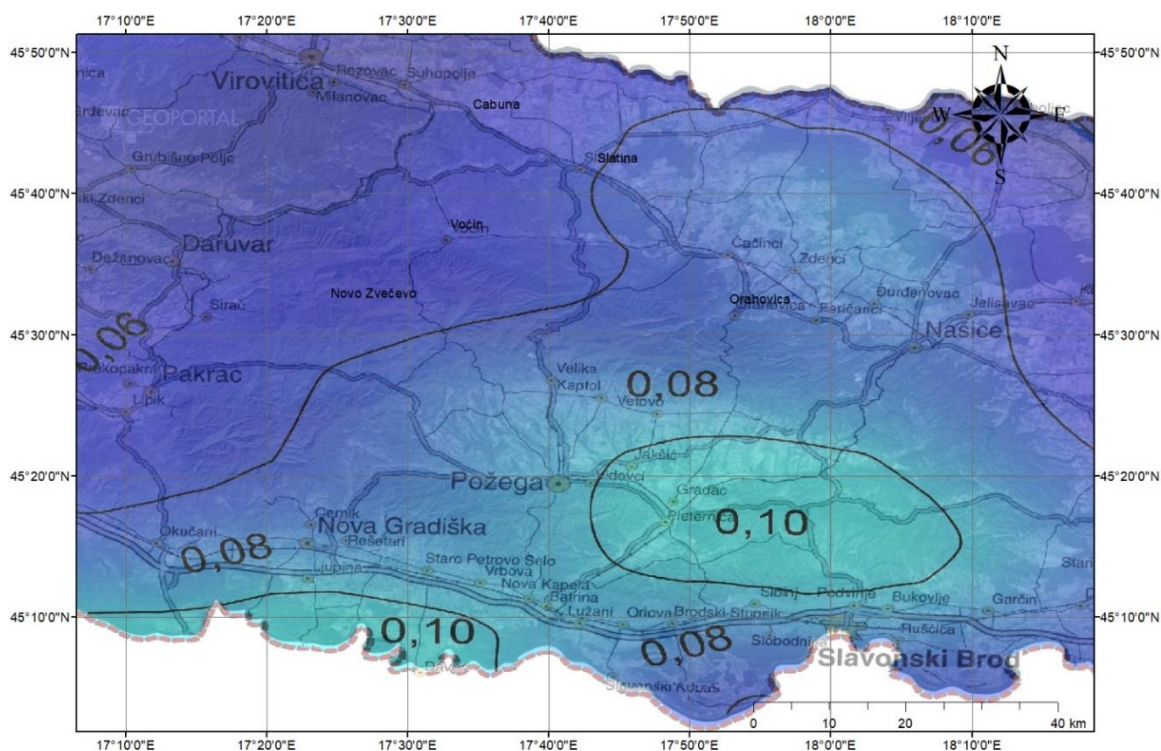 17°10'0"E 17°20'0"E 17°30'0"E 17°40'0"E 17°50'0"E 18°0'0"E 18°10'0"E
45°50'0"N 45°50'0"N
N
Virovitica
Rozovac
Suhopolje
Milanovac
Cabuna
GEOPORTAL
W E
0,06
S
Slatina
Grubišno Polje
45°40'0"N 45°40'0"N
Voćin
Voćin
Daruvar
Čačinci
Zdenci
Dežanovac
Novo Zvečevo
Orahovica
Orahovica
Đurđenovac
Sirač
Feričanci
Jelisavac
0,06
45°30'0"N 45°30'0"N
Našice
Pakrac
Velika
Kaptol
0,08
Lipik
Vetovo
Jakšić
45°20'0"N 45°20'0"N
Požega
Vidovci
Gradac
Pleternica
0,10
Cernik
Nova Gradiška
Okučani
Rešetari
0,08
Staro Petrovo Selo
Ljupina
Vrbova
Nova Kapela
Batrina
Sibinj
Podvinje
Bukovlje
Garčin
45°10'0"N 45°10'0"N
0,10
Lužani
Oriovac
Brodski Stupnik
0,08
Slobodnica
Ruščica
Slavonski Brod
Slavonski Kobaš
0 10 20 40 km
17°10'0"E 17°20'0"E 17°30'0"E 17°40'0"E 17°50'0"E 18°0'0"E 18°10'0"E